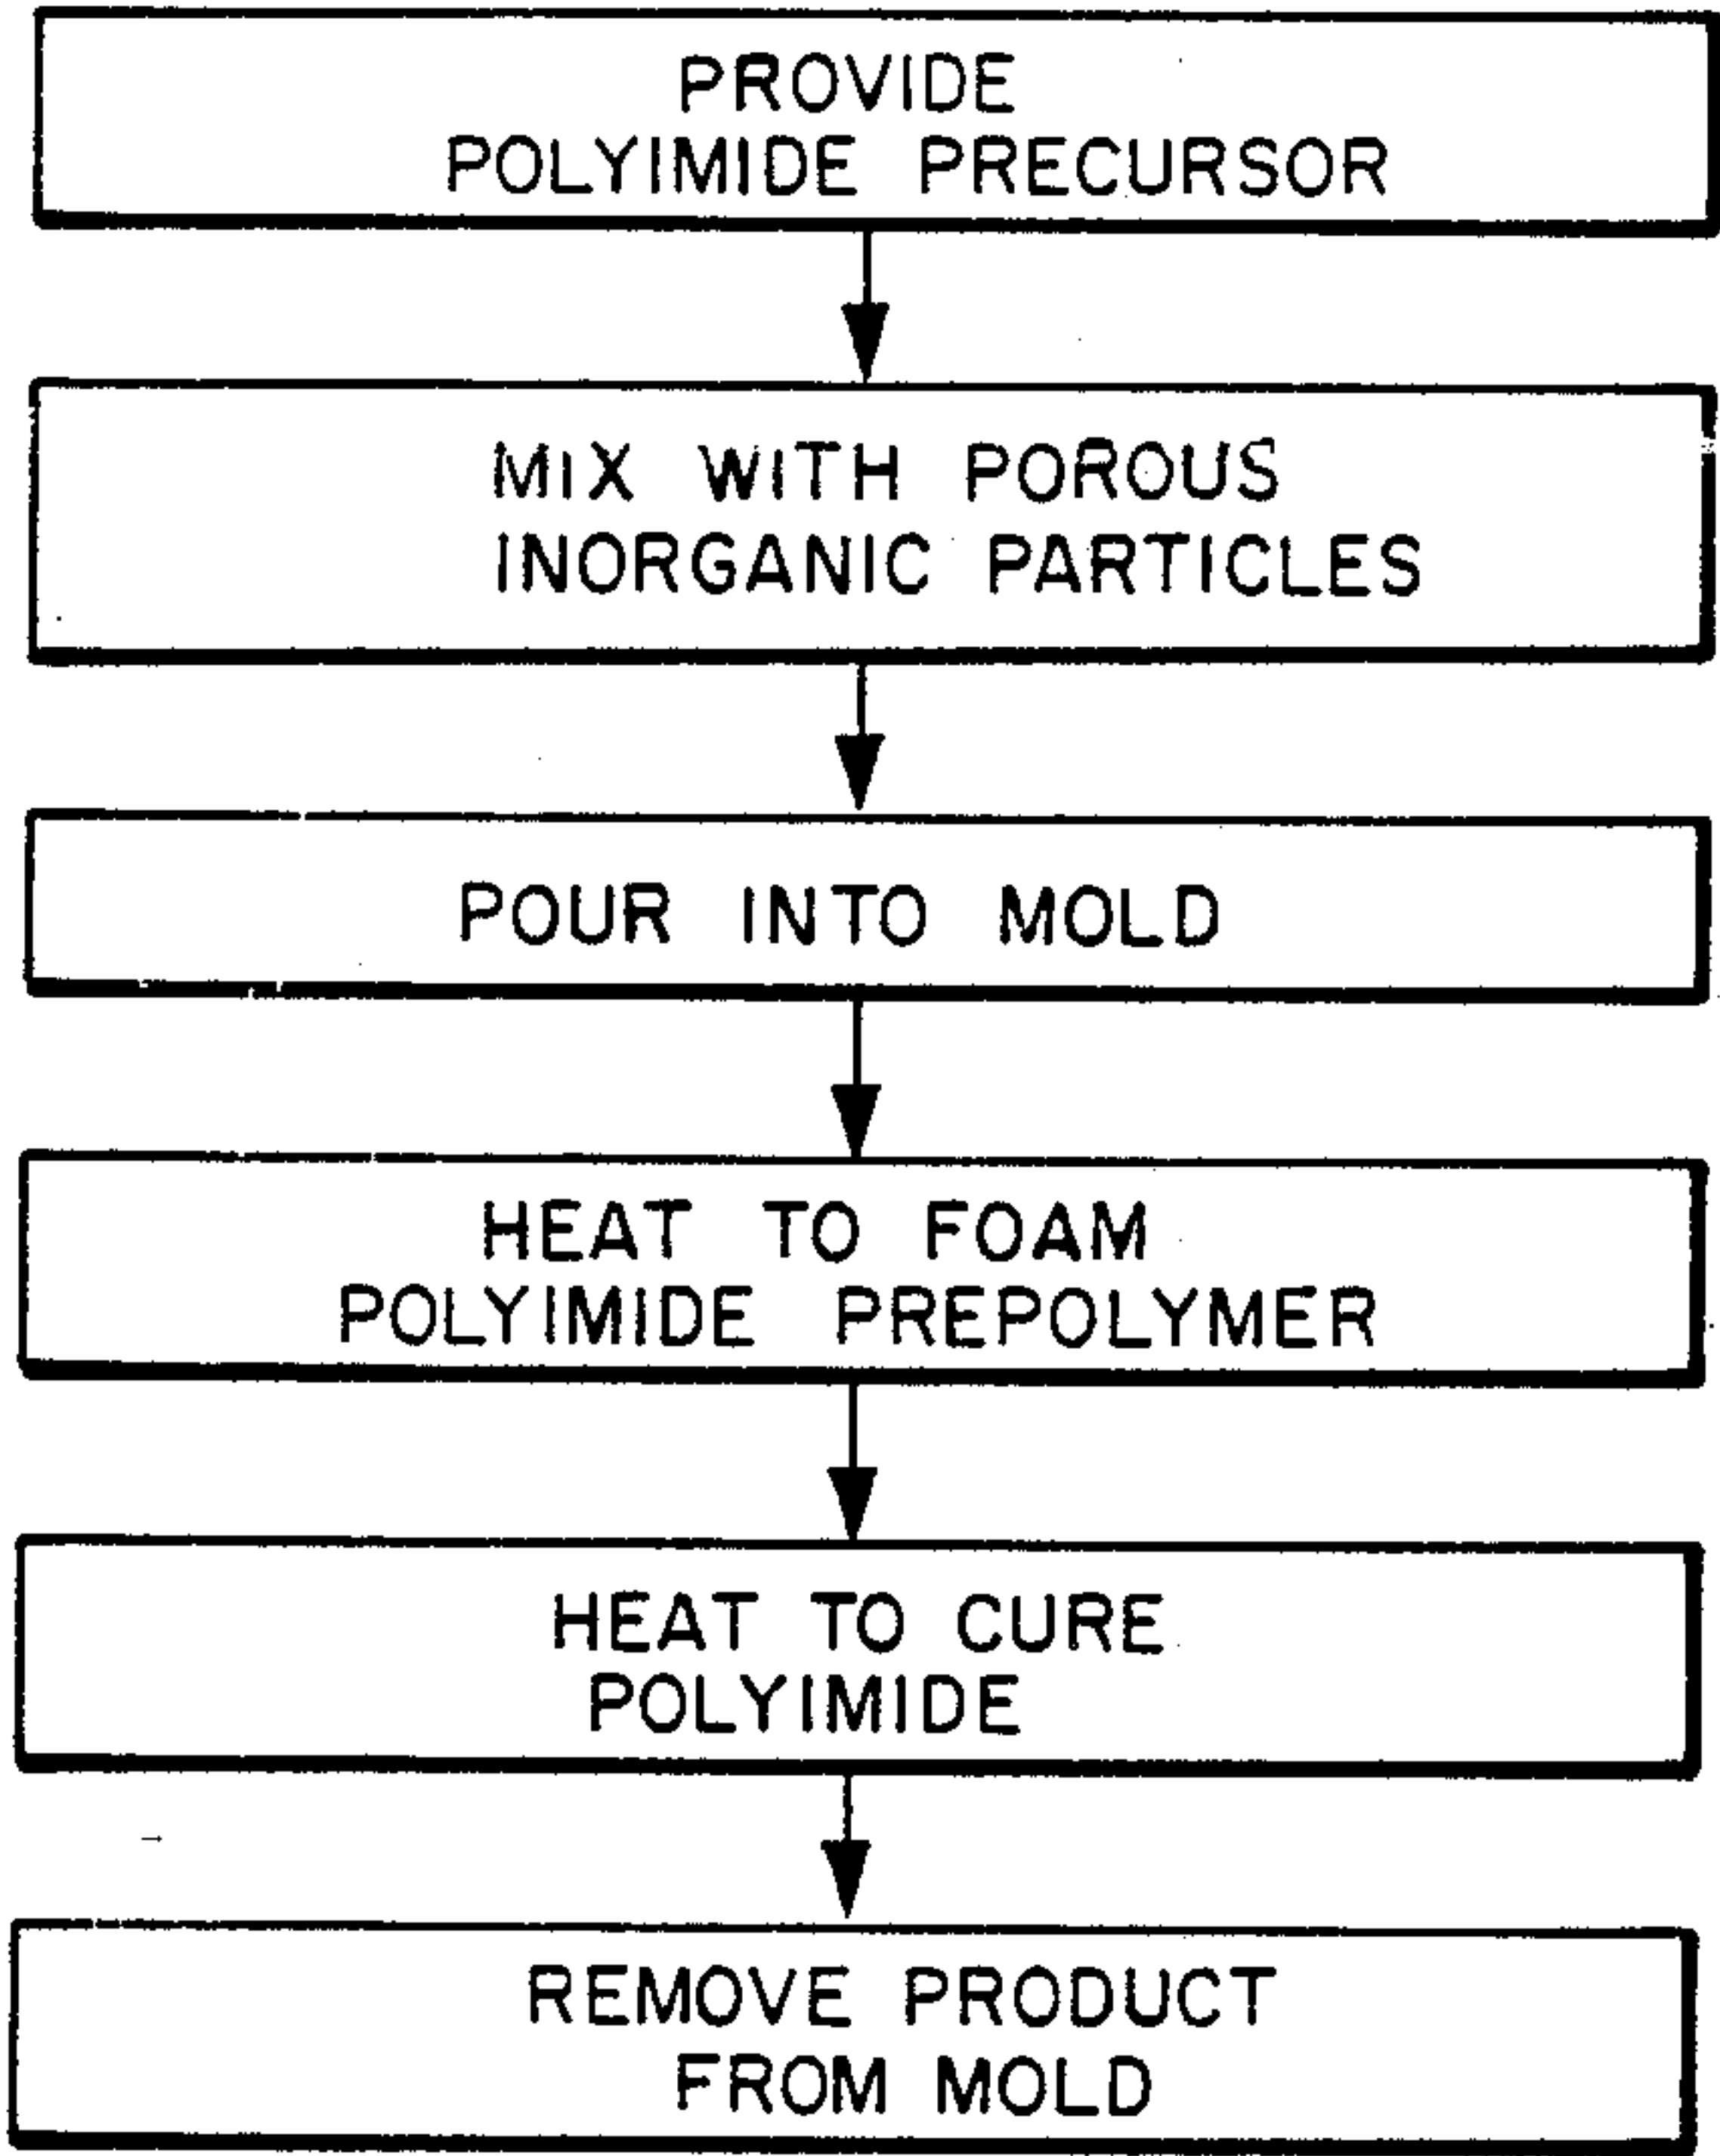 PROVIDE
POLYIMIDE PRECURSOR
MIX WITH POROUS
INORGANIC PARTICLES
POUR INTO MOLD
HEAT TO FOAM
POLYIMIDE PREPOLYMER
HEAT TO CURE
POLYIMIDE
REMOVE PRODUCT
FROM MOLD